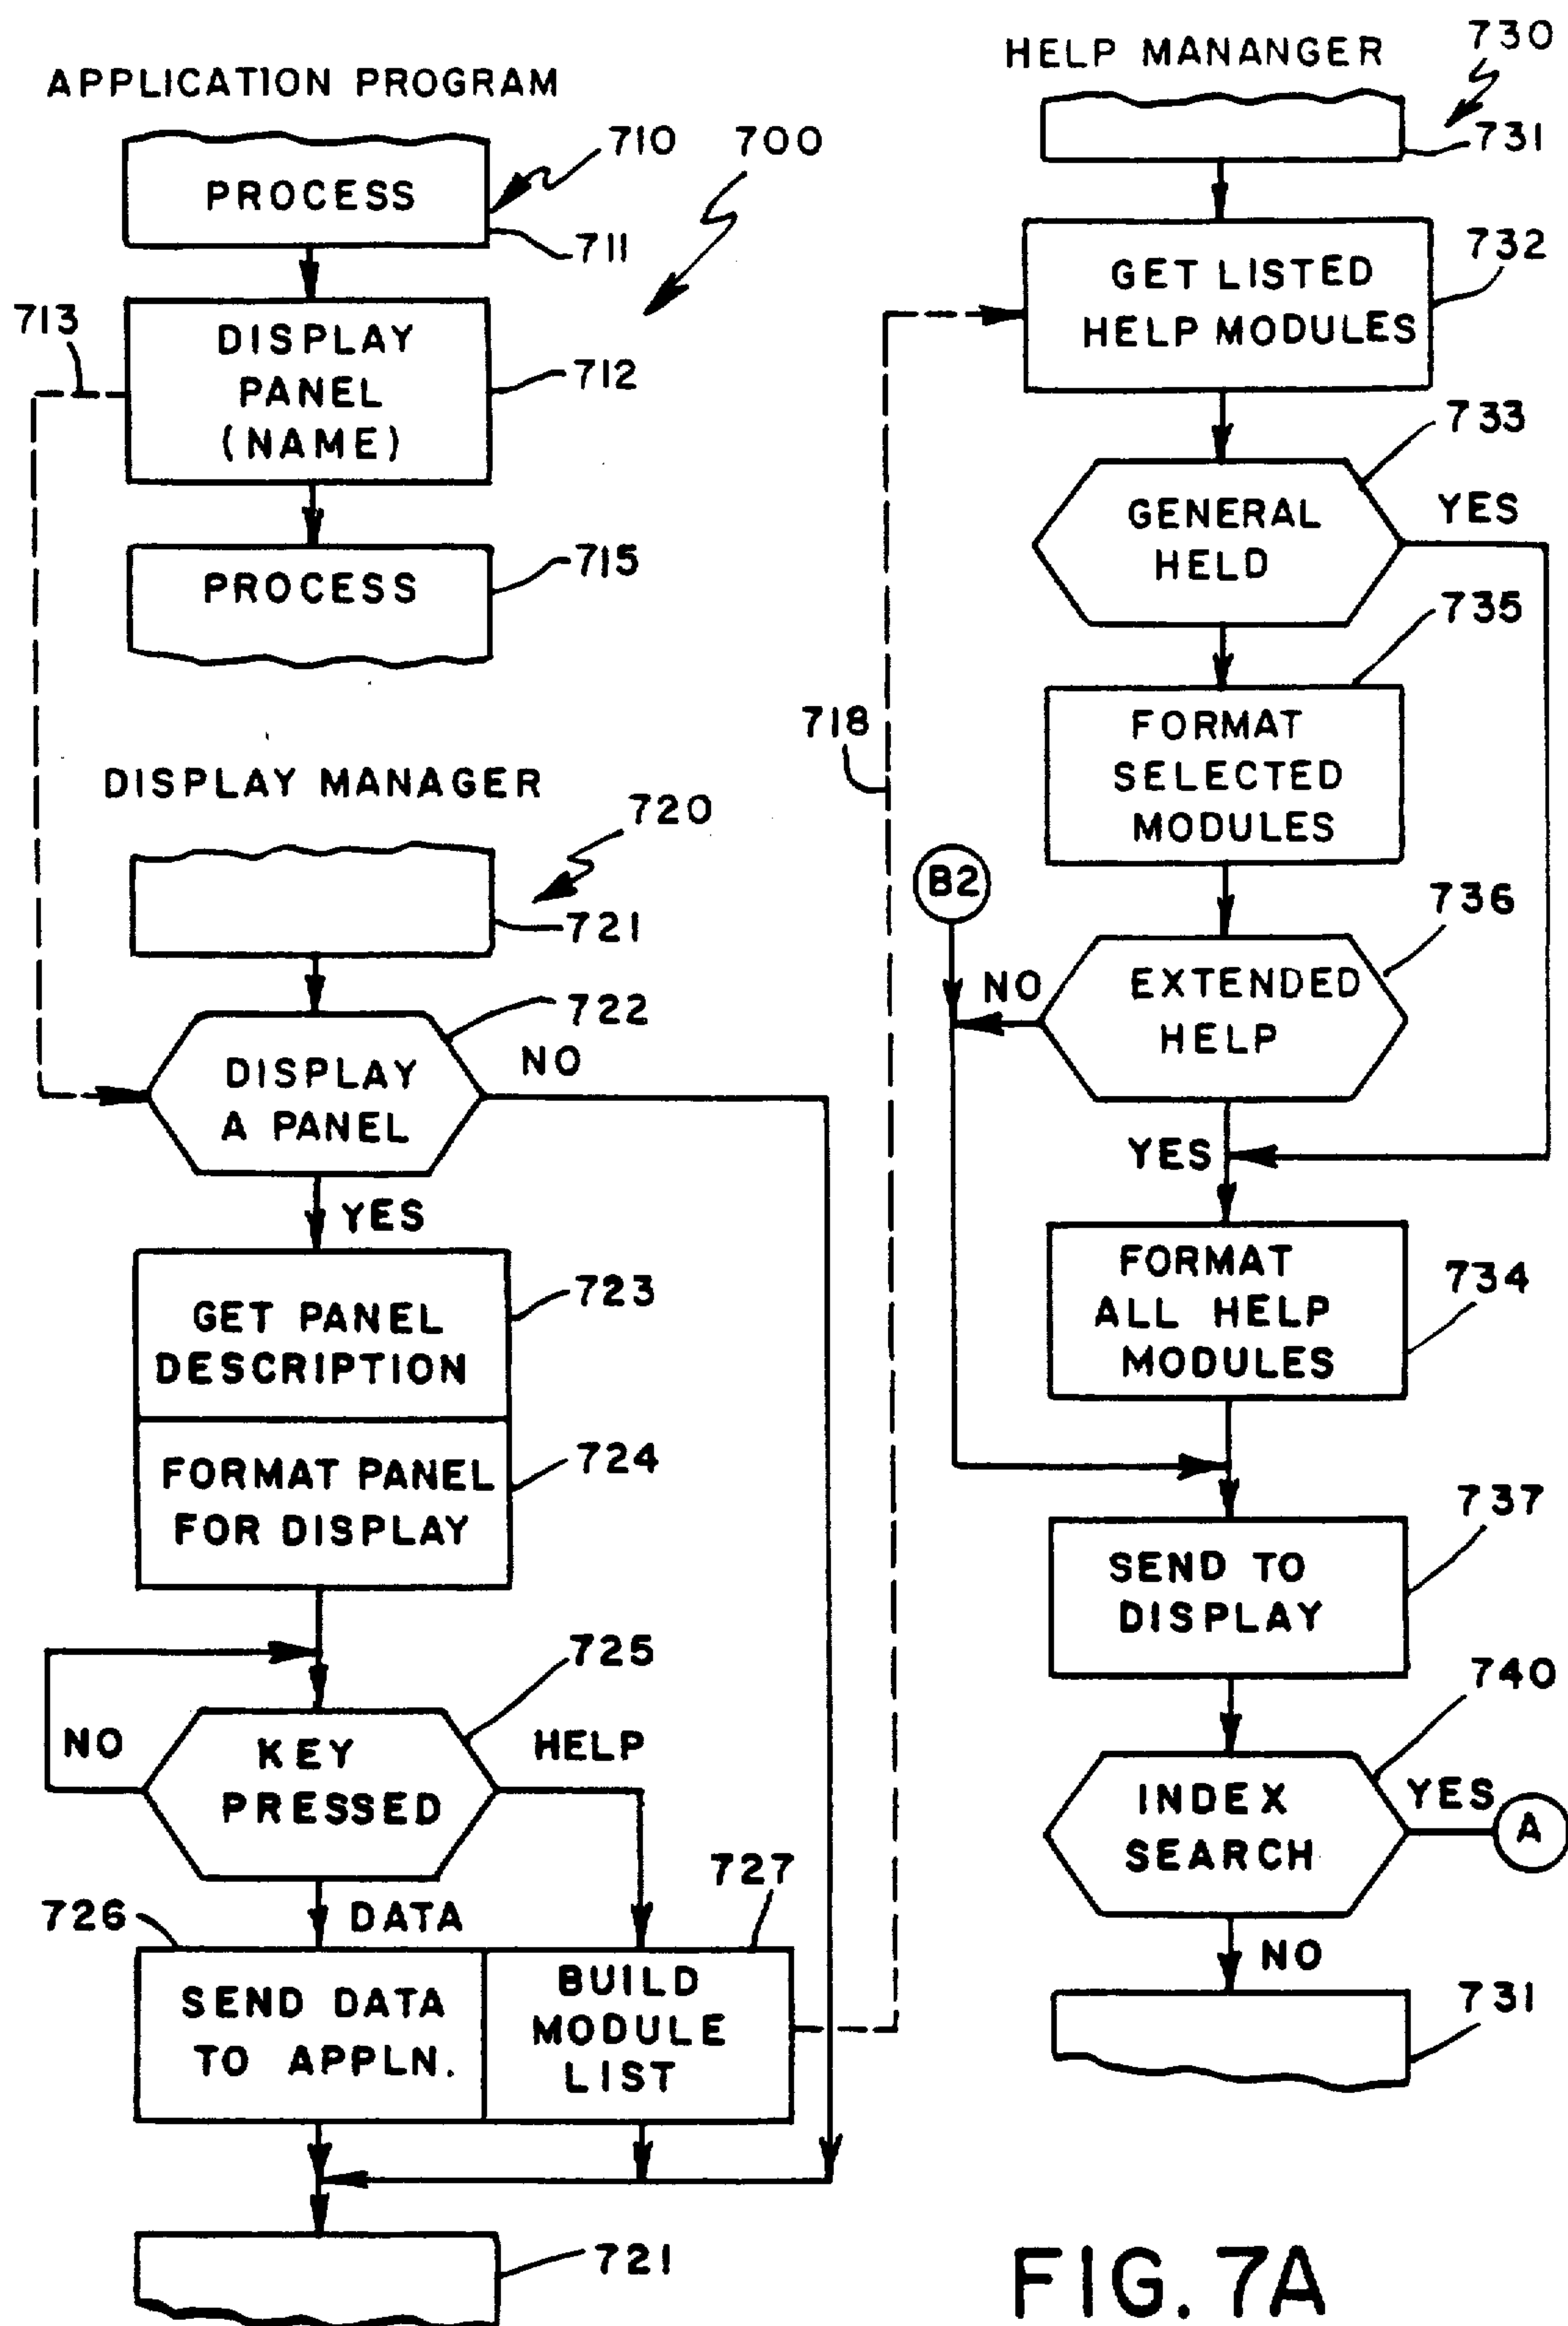 APPLICATION PROGRAM
710
700
PROCESS
711
713
DISPLAY
PANEL
(NAME)
712
PROCESS
715
DISPLAY MANAGER
720
721
722
DISPLAY
A PANEL
NO
YES
GET PANEL
DESCRIPTION
723
FORMAT PANEL
FOR DISPLAY
724
725
NO
KEY
PRESSED
HELP
726
DATA
727
SEND DATA
TO APPLN.
BUILD
MODULE
LIST
721
718
HELP MANANGER
730
731
GET LISTED
HELP MODULES
732
733
GENERAL
HELD
YES
735
FORMAT
SELECTED
MODULES
B2
736
NO
EXTENDED
HELP
YES
FORMAT
ALL HELP
MODULES
734
737
SEND TO
DISPLAY
740
INDEX
SEARCH
YES
A
NO
731
FIG. 7A